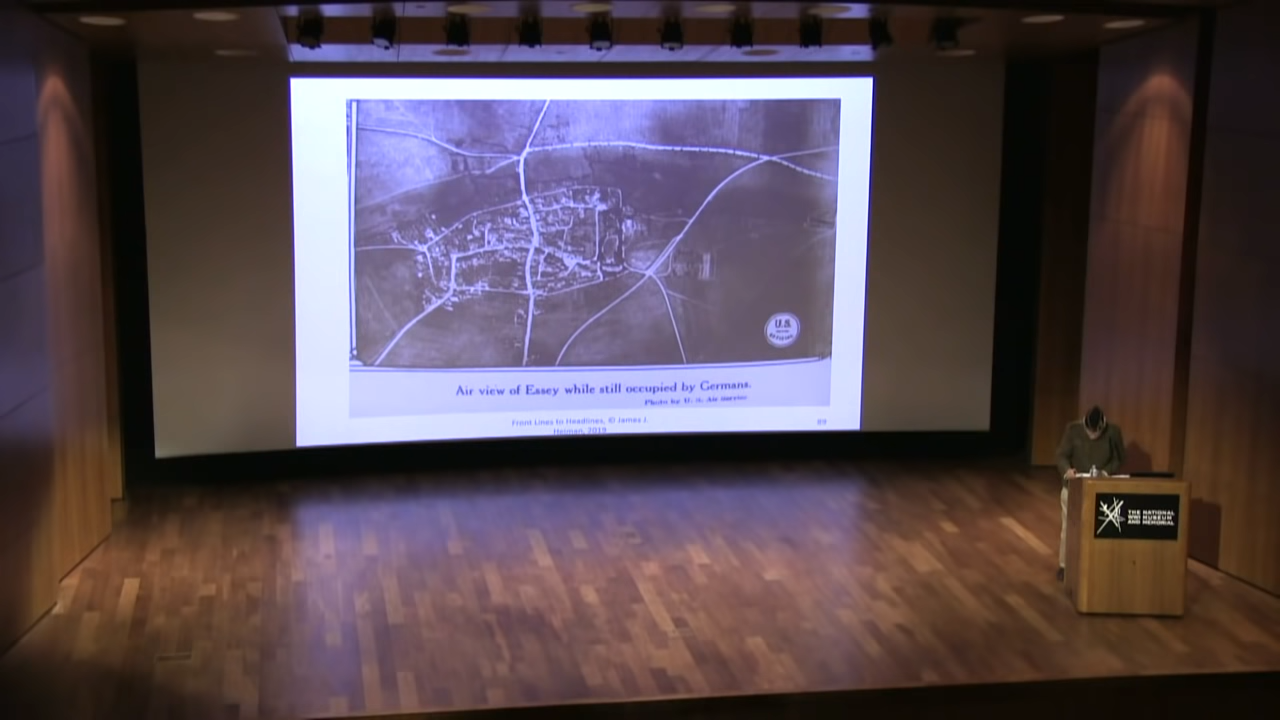 U.S.
Air view of Essey while still occupied by Germans.
Photo by U. S. Air Service
Front Lines to Headlines, © James J.
Heiman, 2019
89
THE NATIONAL
WWI MUSEUM
AND MEMORIAL